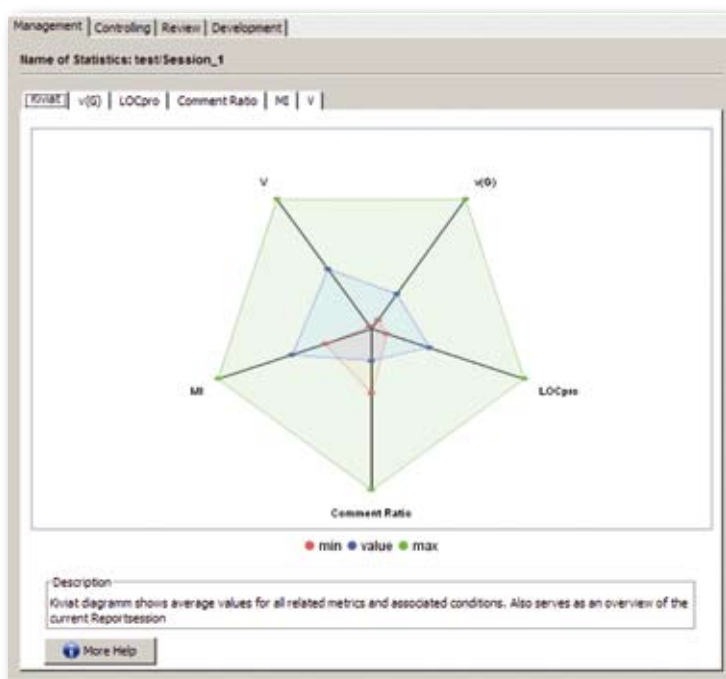 Management Controlling Review Development
Name of Statistics: test/Session_1
Kiviat v(G) LOCpro Comment Ratio MI V
V v(G)
MI LOCpro
Comment Ratio
min value max
Description
Kiviat diagramm shows average values for all related metrics and associated conditions. Also serves as an overview of the
current Reportsession
More Help